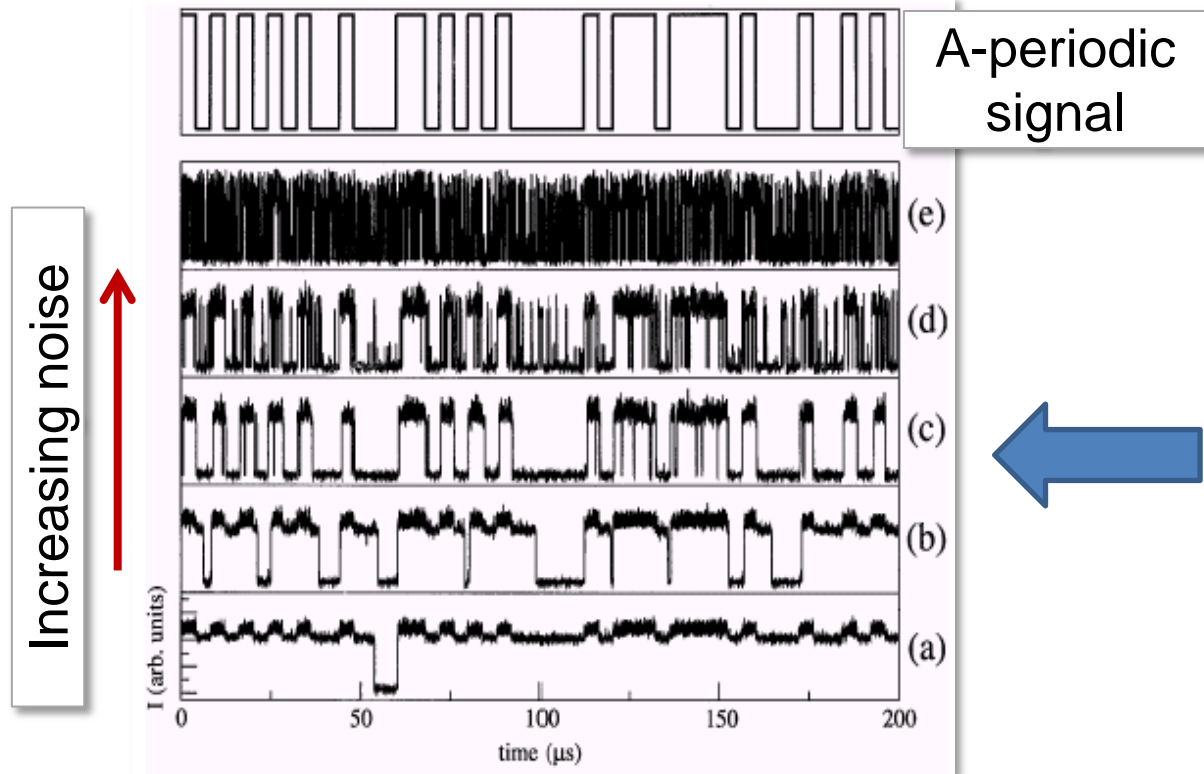 A-periodic
signal
Increasing noise
(e)
(d)
(c)
(b)
(a)
I (arb. units)
0 50 100 150 200
time (μs)